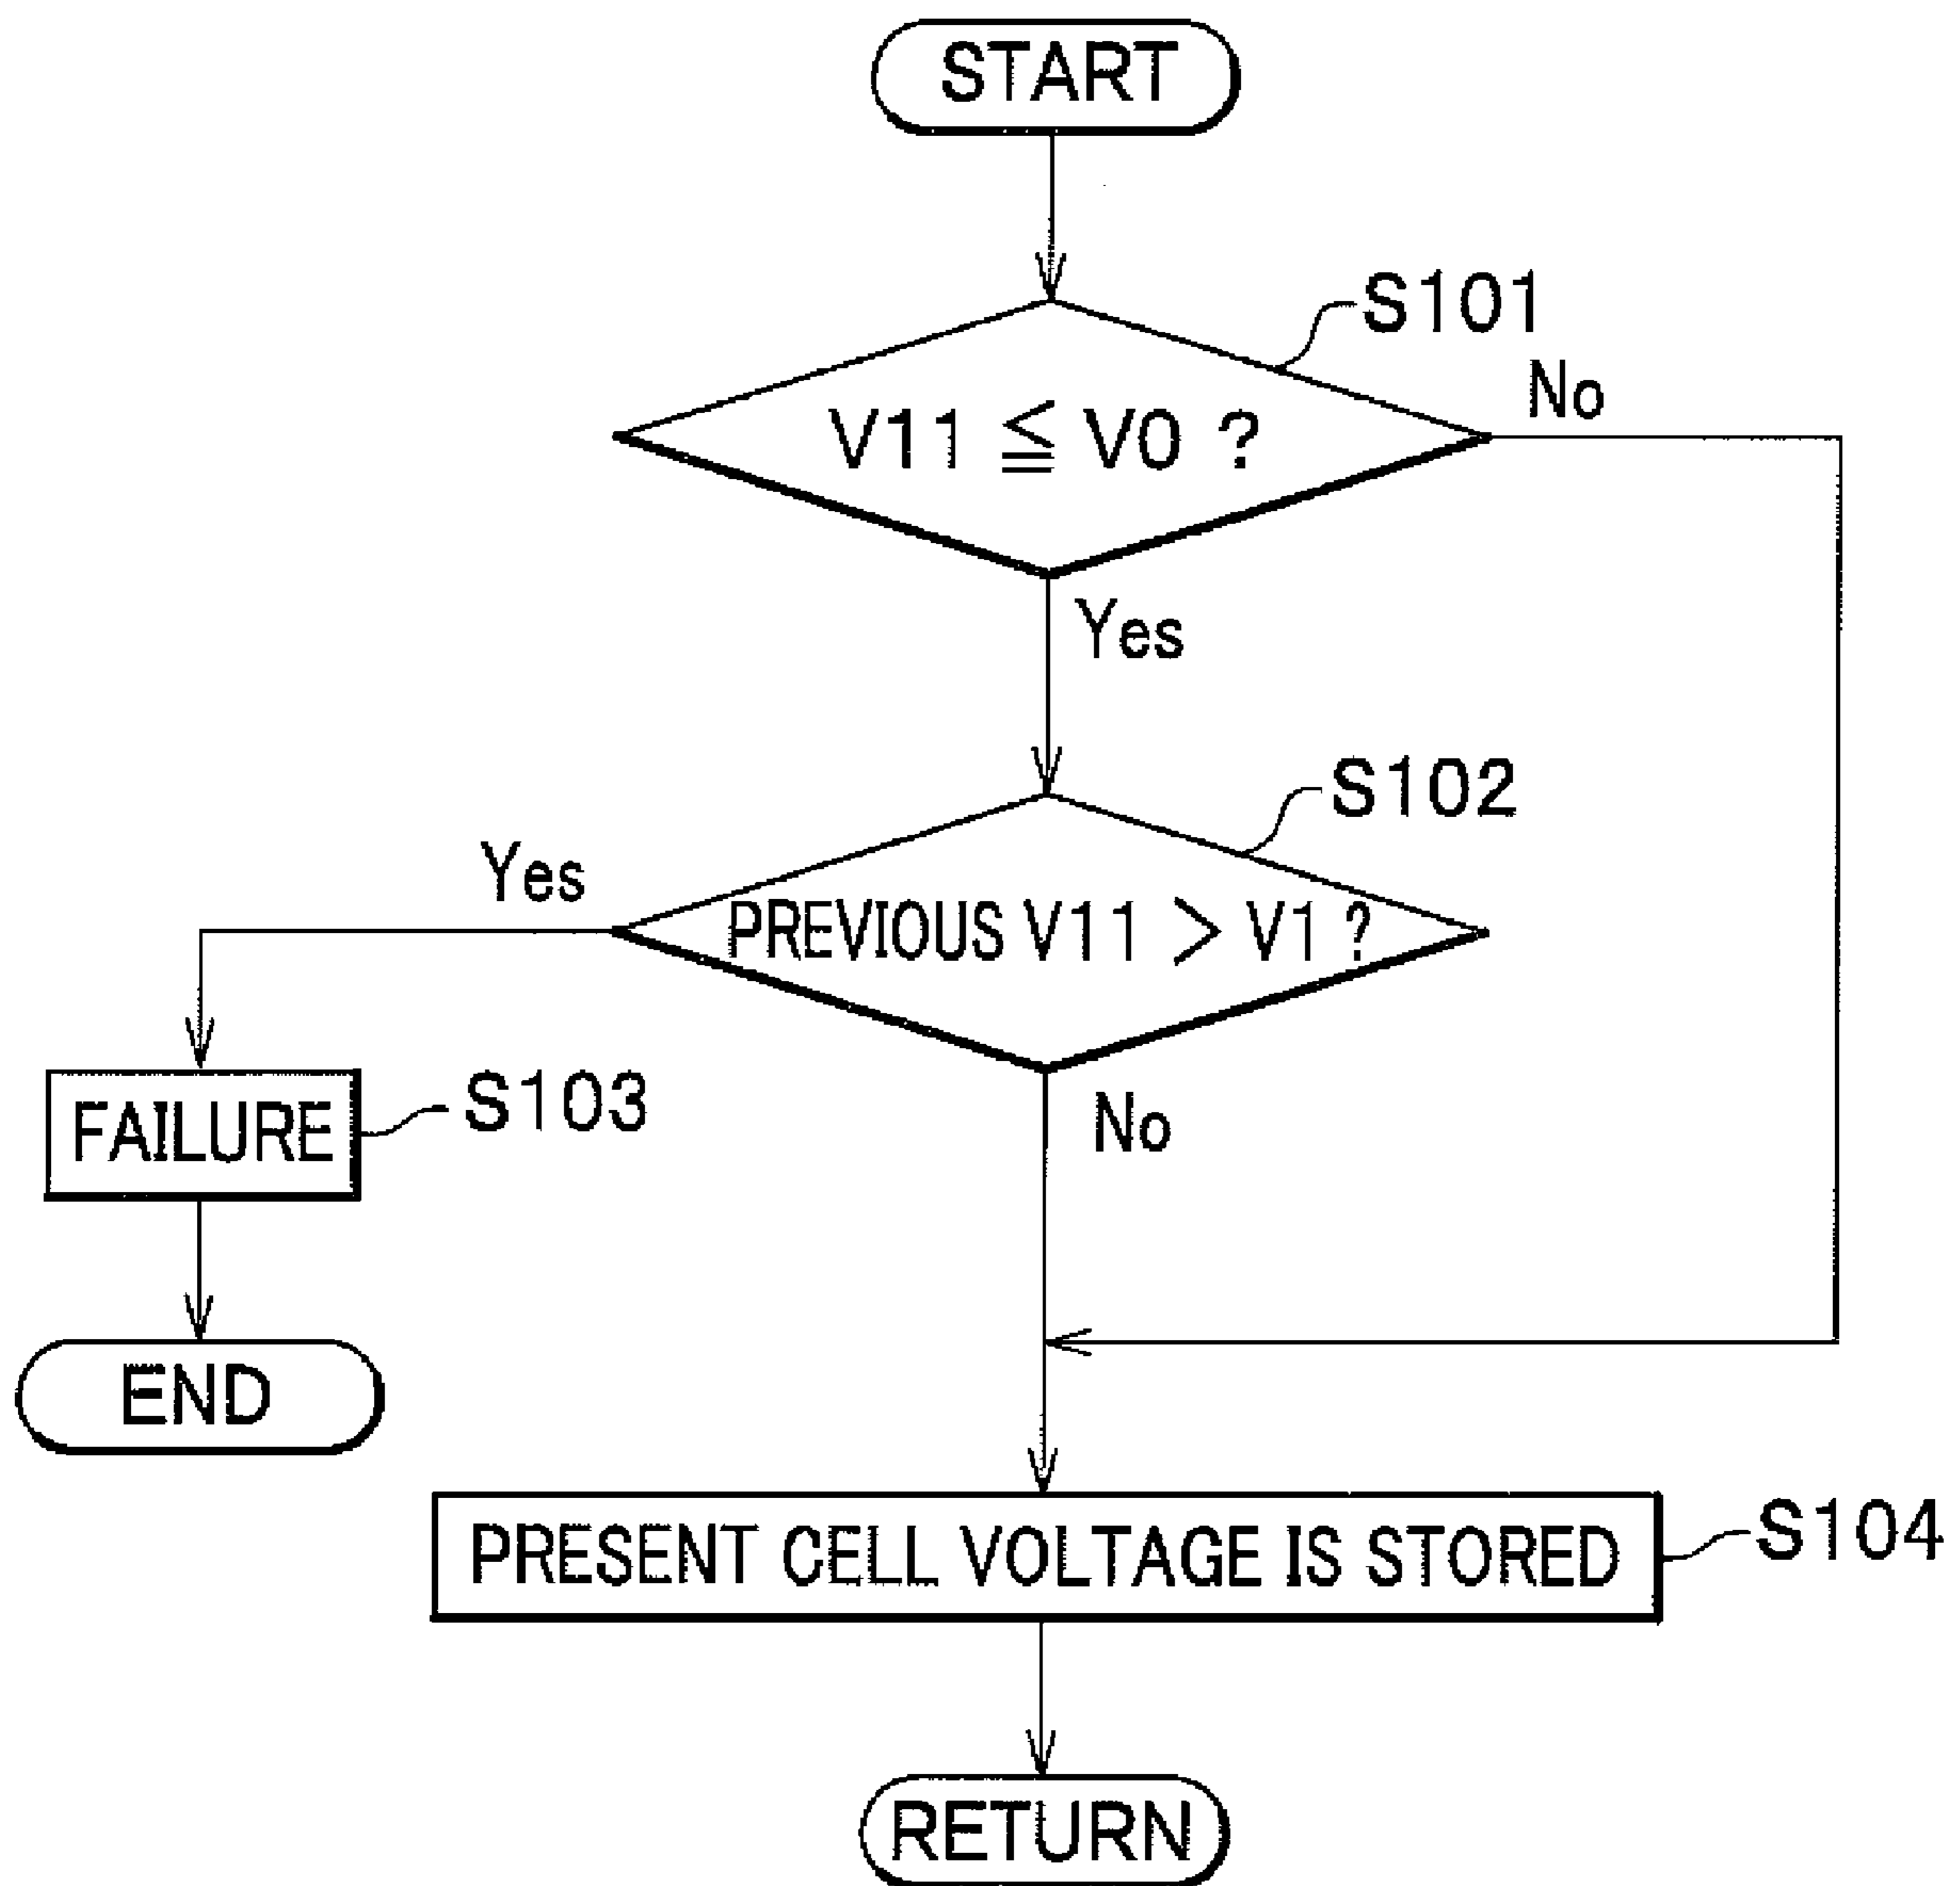 START
S101
No
V11 ≦ V0 ?
Yes
S102
Yes
PREVIOUS V11 > V1 ?
FAILURE
S103
No
END
PRESENT CELL VOLTAGE IS STORED
S104
RETURN